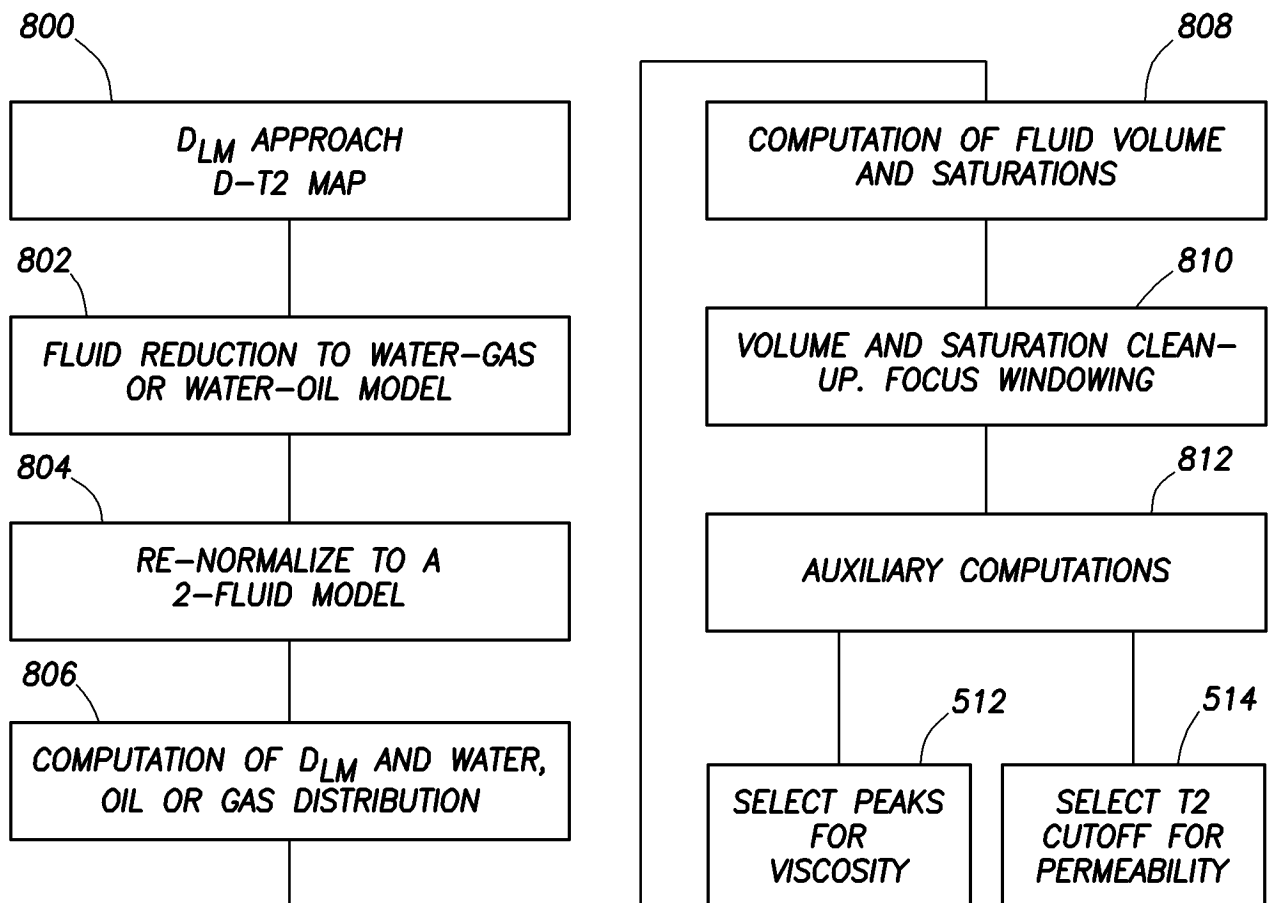 800
D_LM APPROACH
D–T2 MAP
802
FLUID REDUCTION TO WATER–GAS
OR WATER–OIL MODEL
804
RE–NORMALIZE TO A
2–FLUID MODEL
806
COMPUTATION OF D_LM AND WATER,
OIL OR GAS DISTRIBUTION
808
COMPUTATION OF FLUID VOLUME
AND SATURATIONS
810
VOLUME AND SATURATION CLEAN–
UP. FOCUS WINDOWING
812
AUXILIARY COMPUTATIONS
512
SELECT PEAKS
FOR
VISCOSITY
514
SELECT T2
CUTOFF FOR
PERMEABILITY